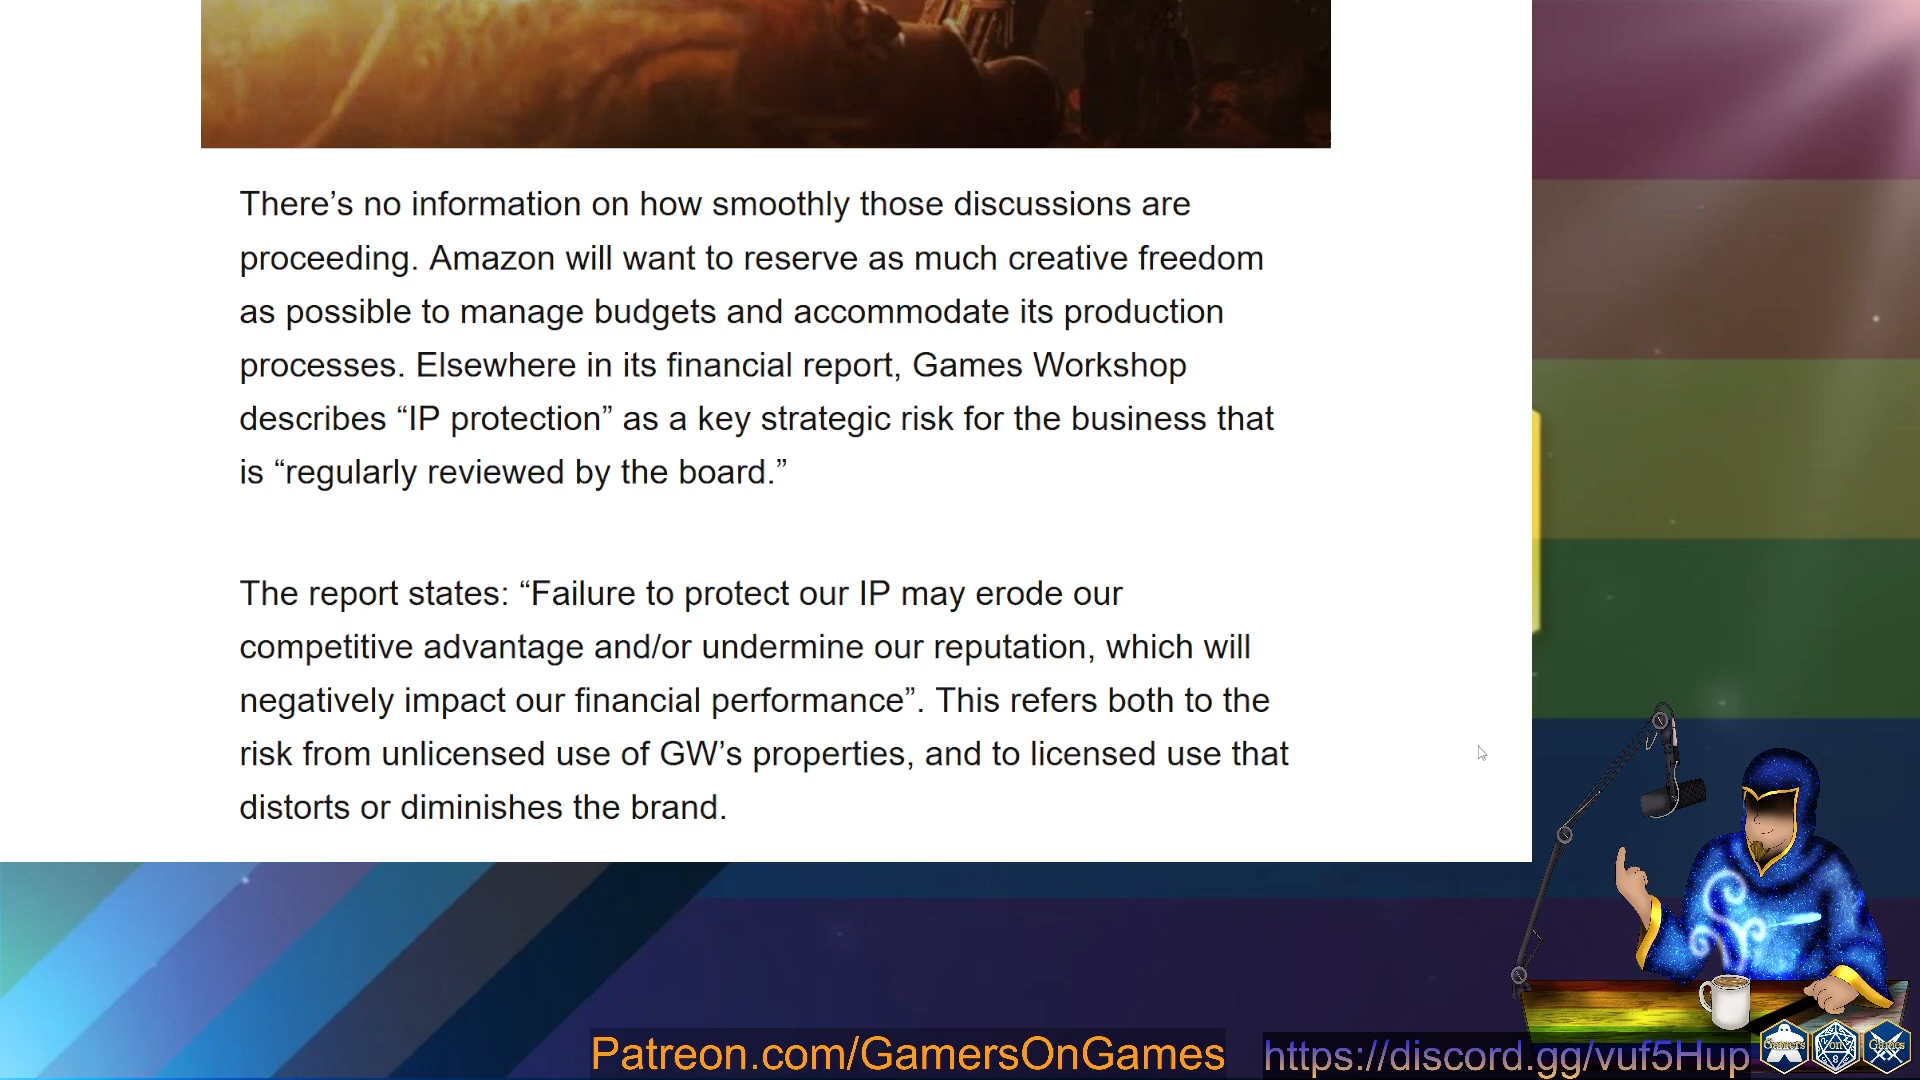 There’s no information on how smoothly those discussions are
proceeding. Amazon will want to reserve as much creative freedom
as possible to manage budgets and accommodate its production
processes. Elsewhere in its financial report, Games Workshop
describes “IP protection” as a key strategic risk for the business that
is “regularly reviewed by the board.”
The report states: “Failure to protect our IP may erode our
competitive advantage and/or undermine our reputation, which will
negatively impact our financial performance”. This refers both to the
risk from unlicensed use of GW’s properties, and to licensed use that
distorts or diminishes the brand.
Patreon.com/GamersOnGames
https://discord.gg/vuf5Hup
Gamers on Games
8